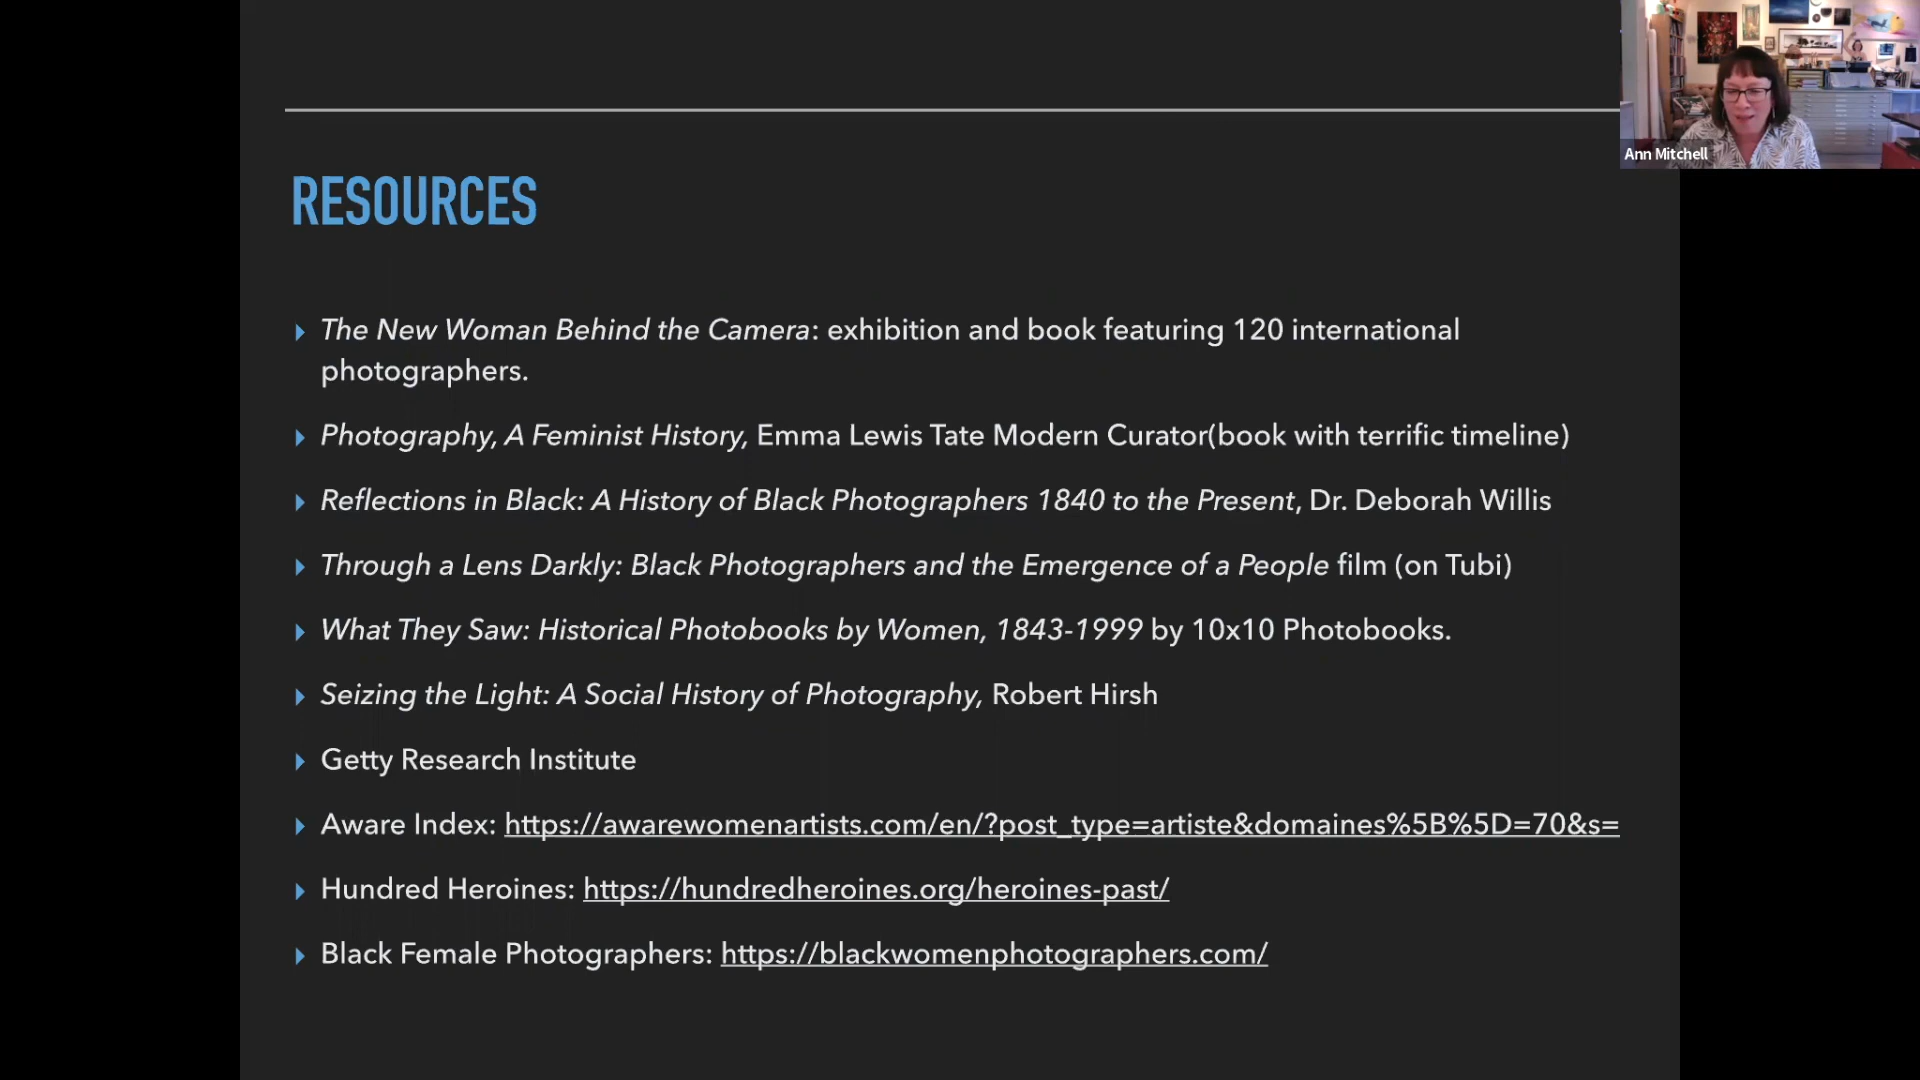 RESOURCES
The New Woman Behind the Camera: exhibition and book featuring 120 international
photographers.
Photography, A Feminist History, Emma Lewis Tate Modern Curator(book with terrific timeline)
Reflections in Black: A History of Black Photographers 1840 to the Present, Dr. Deborah Willis
Through a Lens Darkly: Black Photographers and the Emergence of a People film (on Tubi)
What They Saw: Historical Photobooks by Women, 1843-1999 by 10x10 Photobooks.
Seizing the Light: A Social History of Photography, Robert Hirsh
Getty Research Institute
Aware Index: https://awarewomenartists.com/en/?post_type=artiste&domaines%5B%5D=70&s=
Hundred Heroines: https://hundredheroines.org/heroines-past/
Black Female Photographers: https://blackwomenphotographers.com/
Ann Mitchell